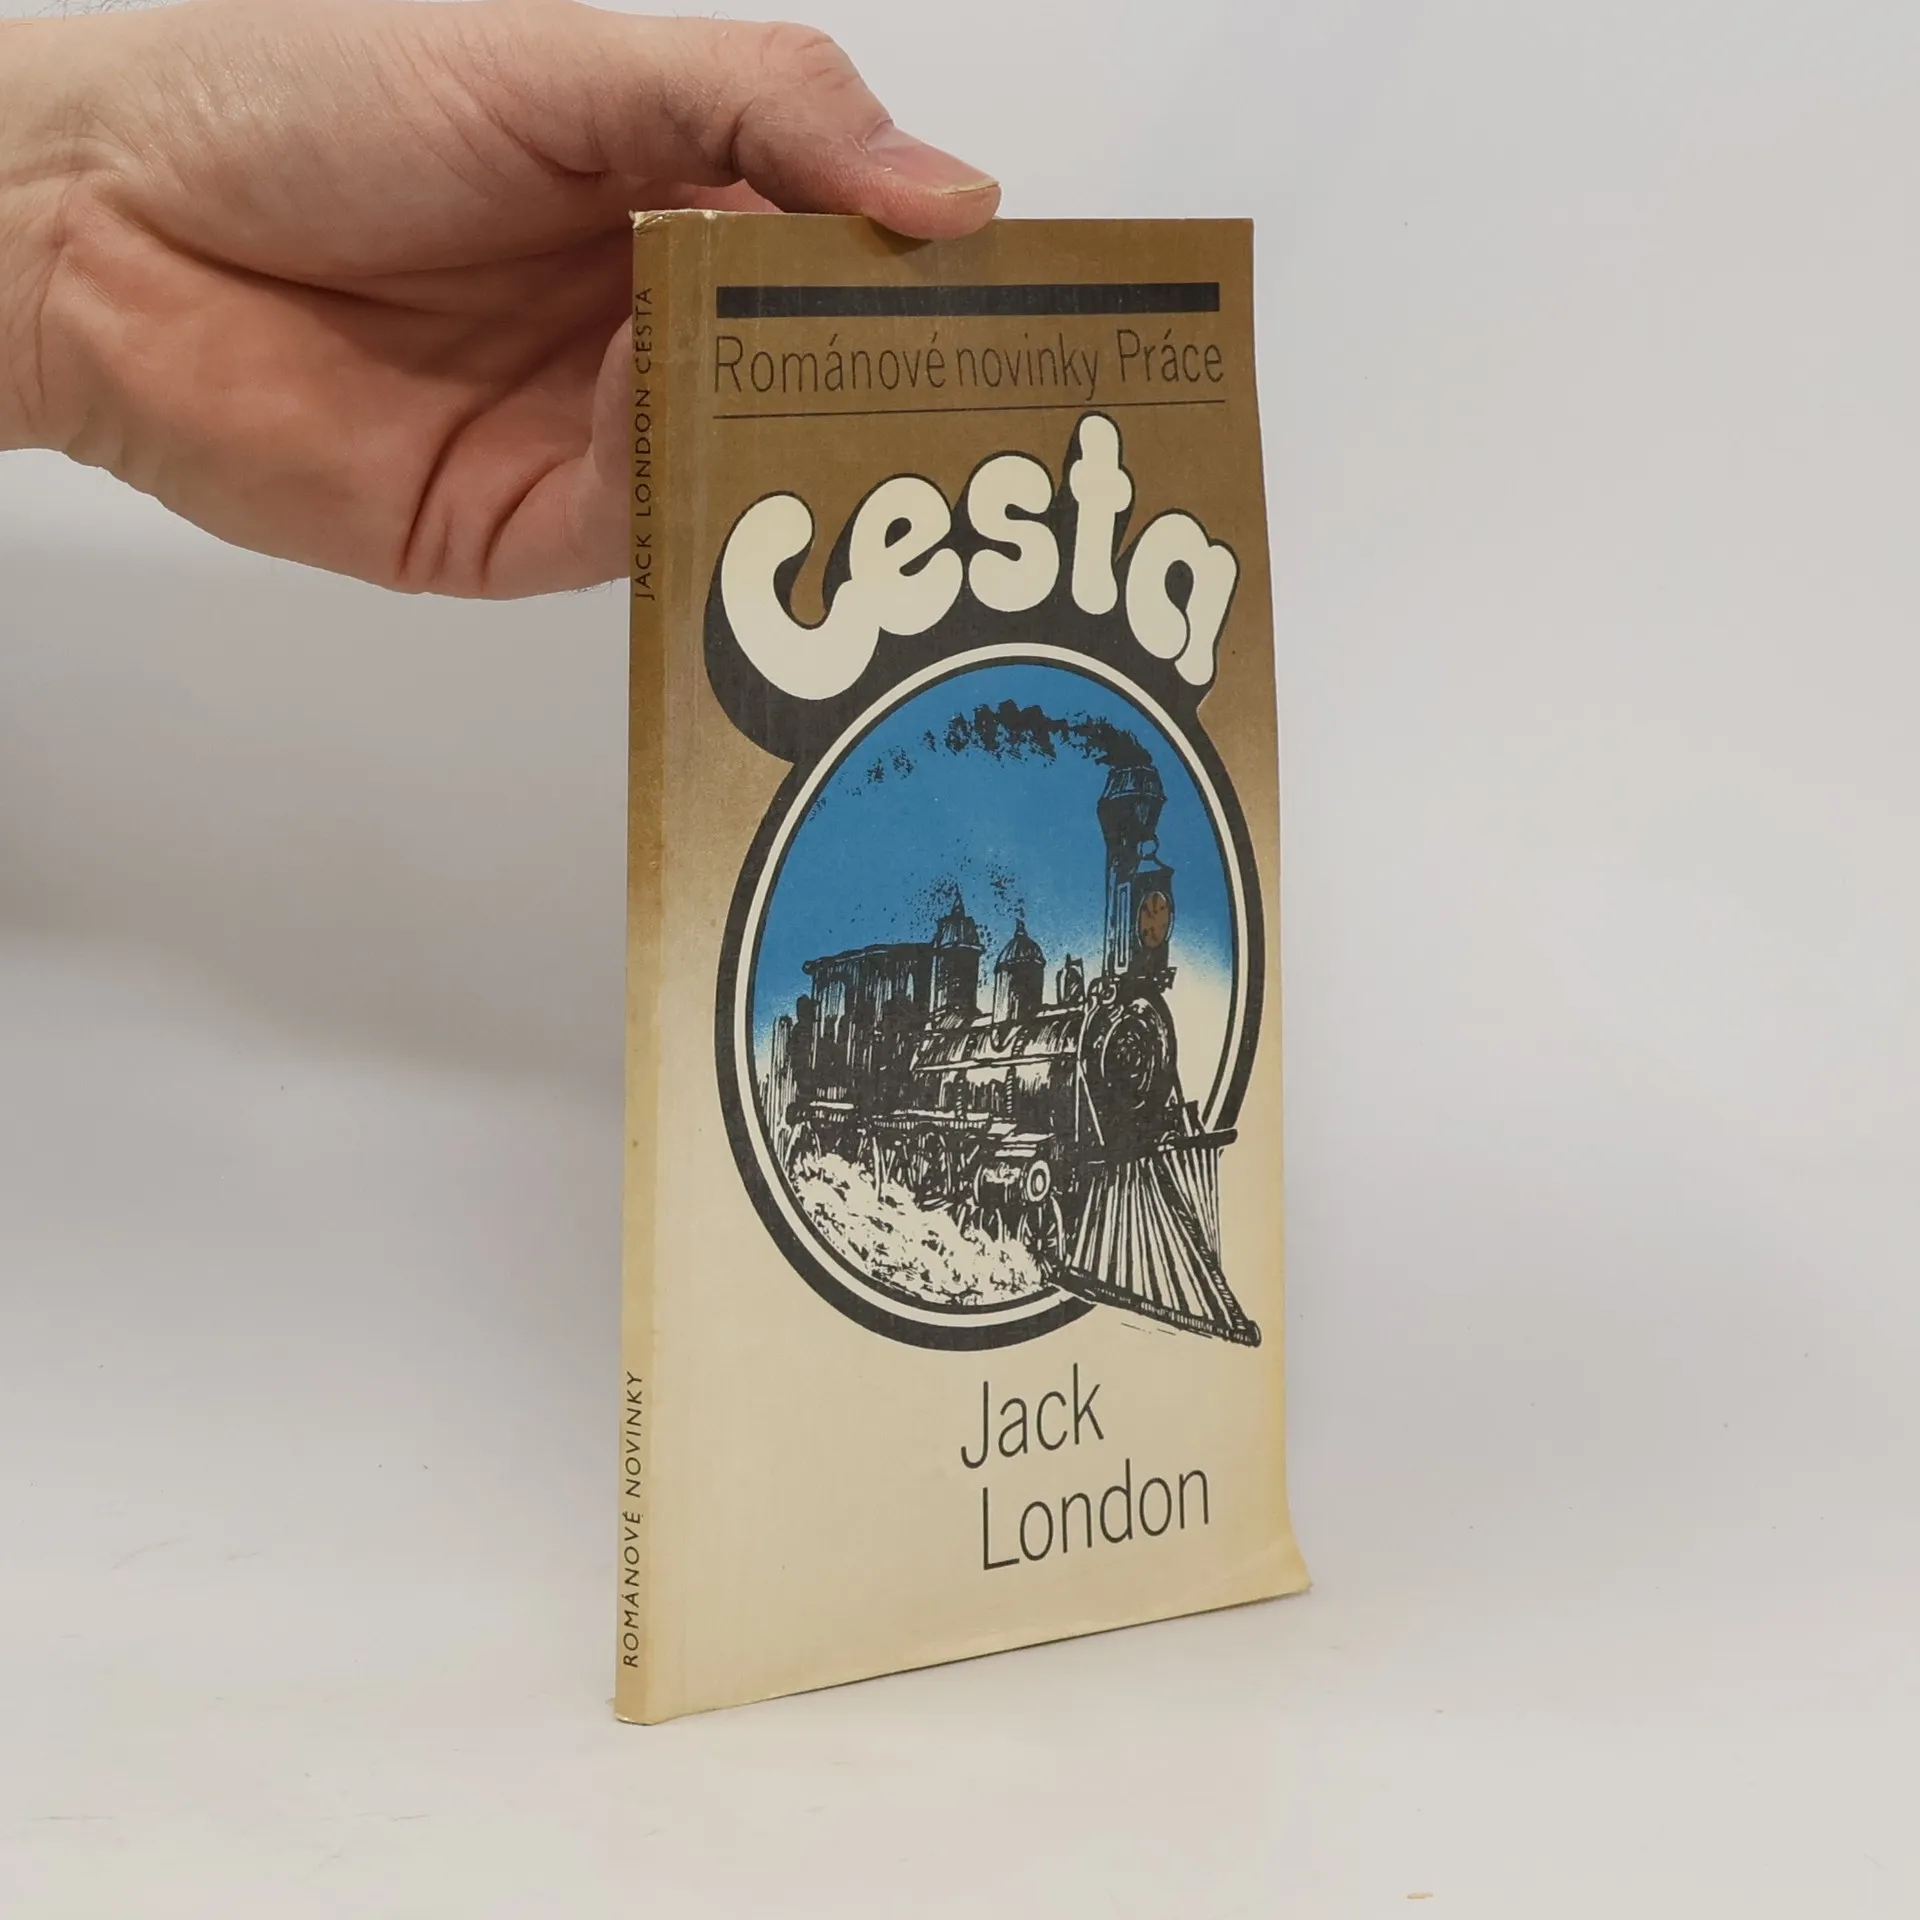 JACK LONDON CESTA
ROMÁNOVÉ NOVINKY
Románové novinky Práce
cesta
Jack
London